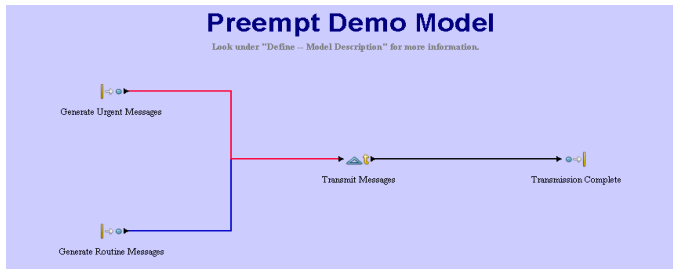 Preempt Demo Model
Look under "Define -- Model Description" for more information.
Generate Urgent Messages
Transmit Messages
Transmission Complete
Generate Routine Messages